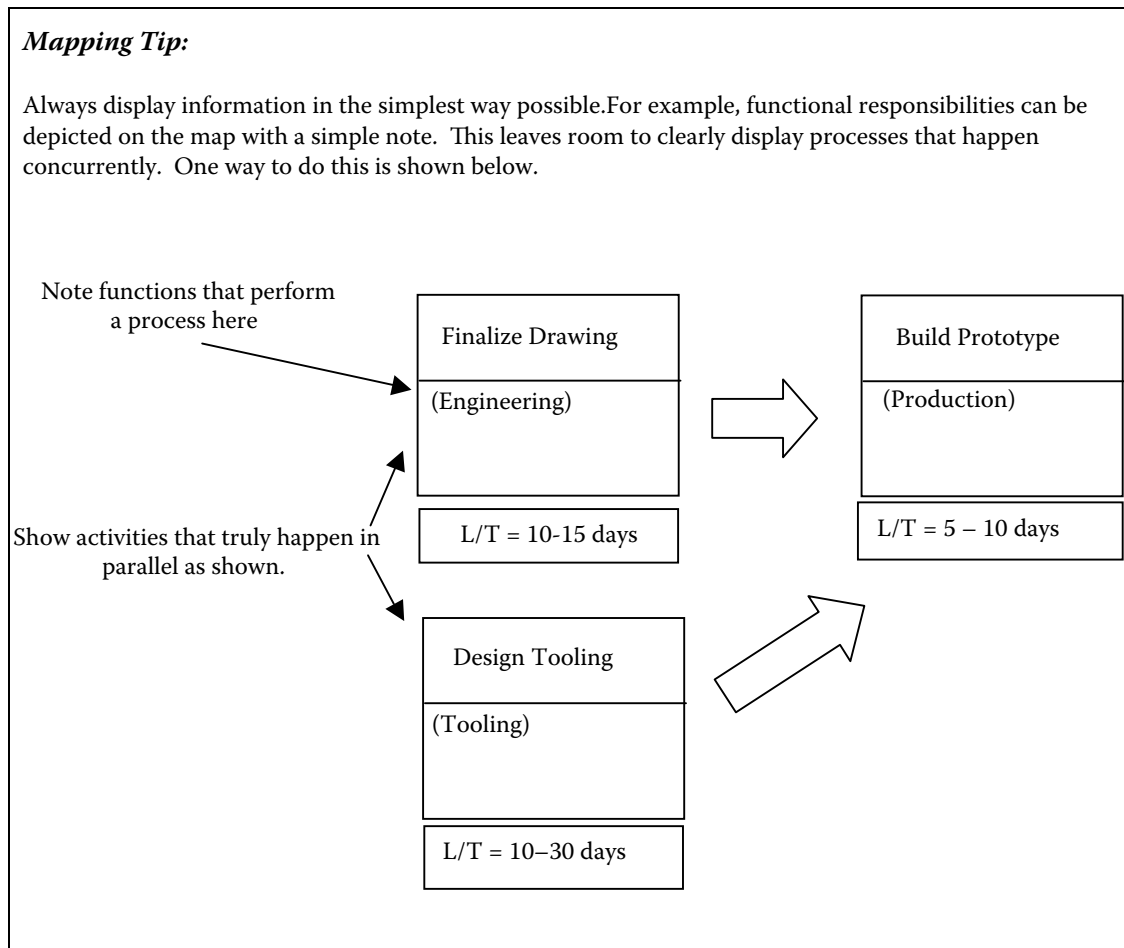 Mapping Tip:
Always display information in the simplest way possible.For example, functional responsibilities can be
depicted on the map with a simple note. This leaves room to clearly display processes that happen
concurrently. One way to do this is shown below.
Note functions that perform
a process here
Finalize Drawing
(Engineering)
L/T = 10-15 days
Build Prototype
(Production)
L/T = 5 – 10 days
Show activities that truly happen in
parallel as shown.
Design Tooling
(Tooling)
L/T = 10–30 days